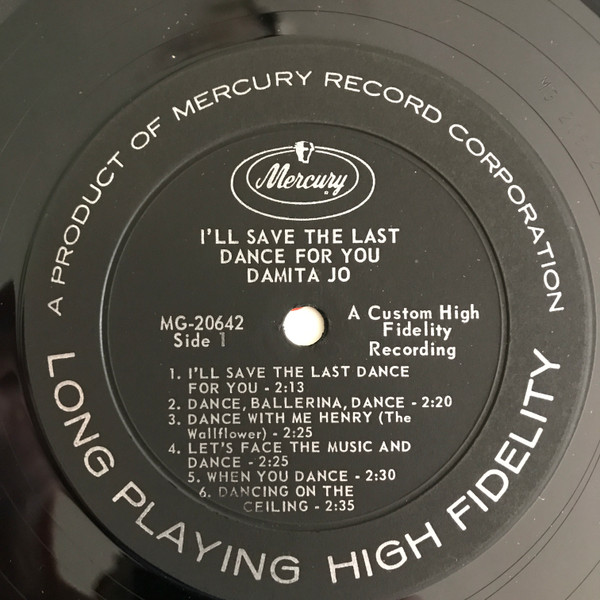 A PRODUCT OF MERCURY RECORD CORPORATION
Mercury
I'LL SAVE THE LAST
DANCE FOR YOU
DAMITA JO
MG-20642
Side 1
A Custom High
Fidelity
Recording
1. I'LL SAVE THE LAST DANCE
FOR YOU - 2:13
2. DANCE, BALLERINA, DANCE - 2:20
3. DANCE WITH ME HENRY (The
Wallflower) - 2:25
4. LET'S FACE THE MUSIC AND
DANCE - 2:25
5. WHEN YOU DANCE - 2:30
6. DANCING ON THE
CEILING - 2:35
LONG PLAYING HIGH FIDELITY